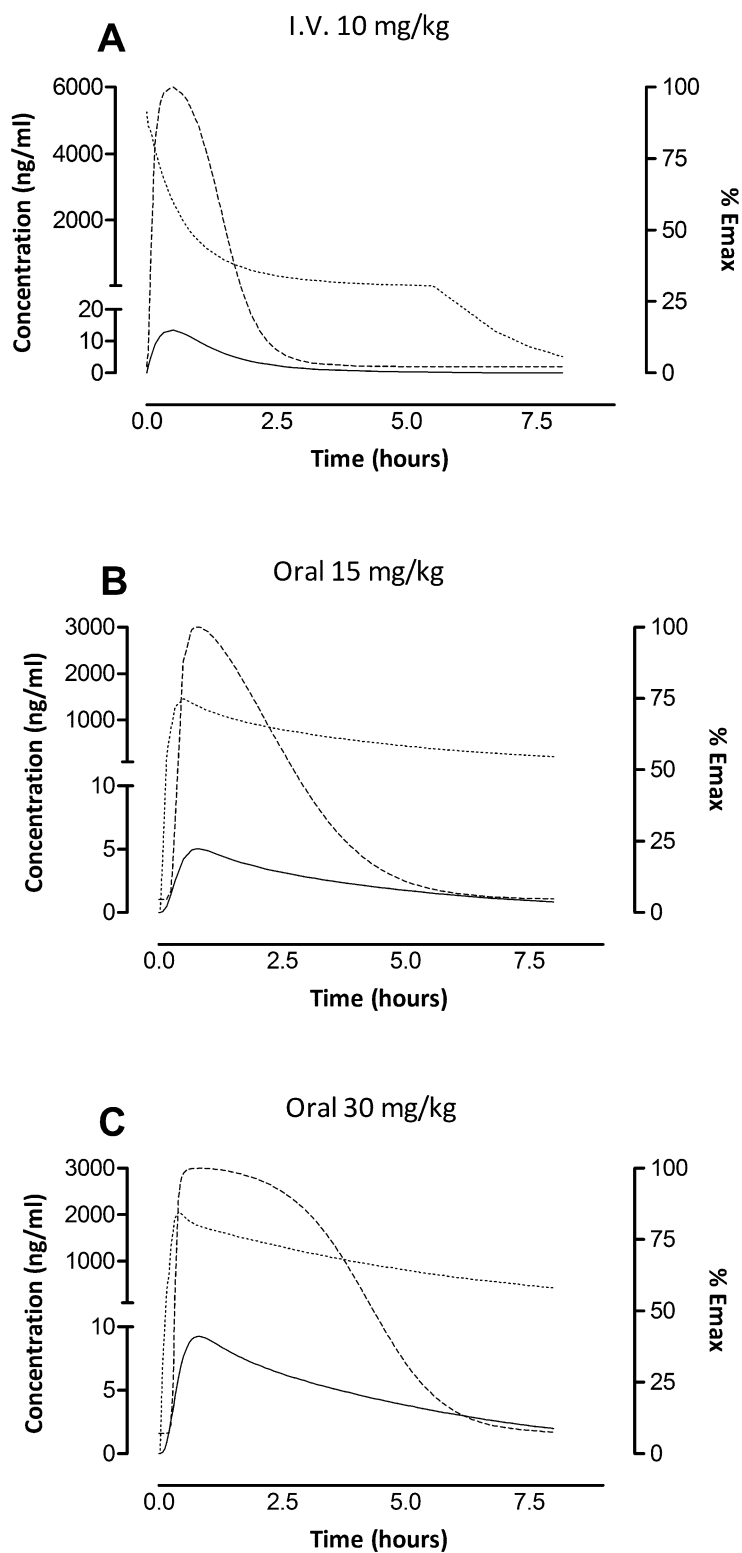 A
I.V. 10 mg/kg
Concentration (ng/ml)
6000
4000
2000
20
10
0
100
75
50
25
0
% Emax
0.0 2.5 5.0 7.5
Time (hours)
B
Oral 15 mg/kg
Concentration (ng/ml)
3000
2000
1000
10
5
0
100
75
50
25
0
% Emax
0.0 2.5 5.0 7.5
Time (hours)
C
Oral 30 mg/kg
Concentration (ng/ml)
3000
2000
1000
10
5
0
100
75
50
25
0
% Emax
0.0 2.5 5.0 7.5
Time (hours)